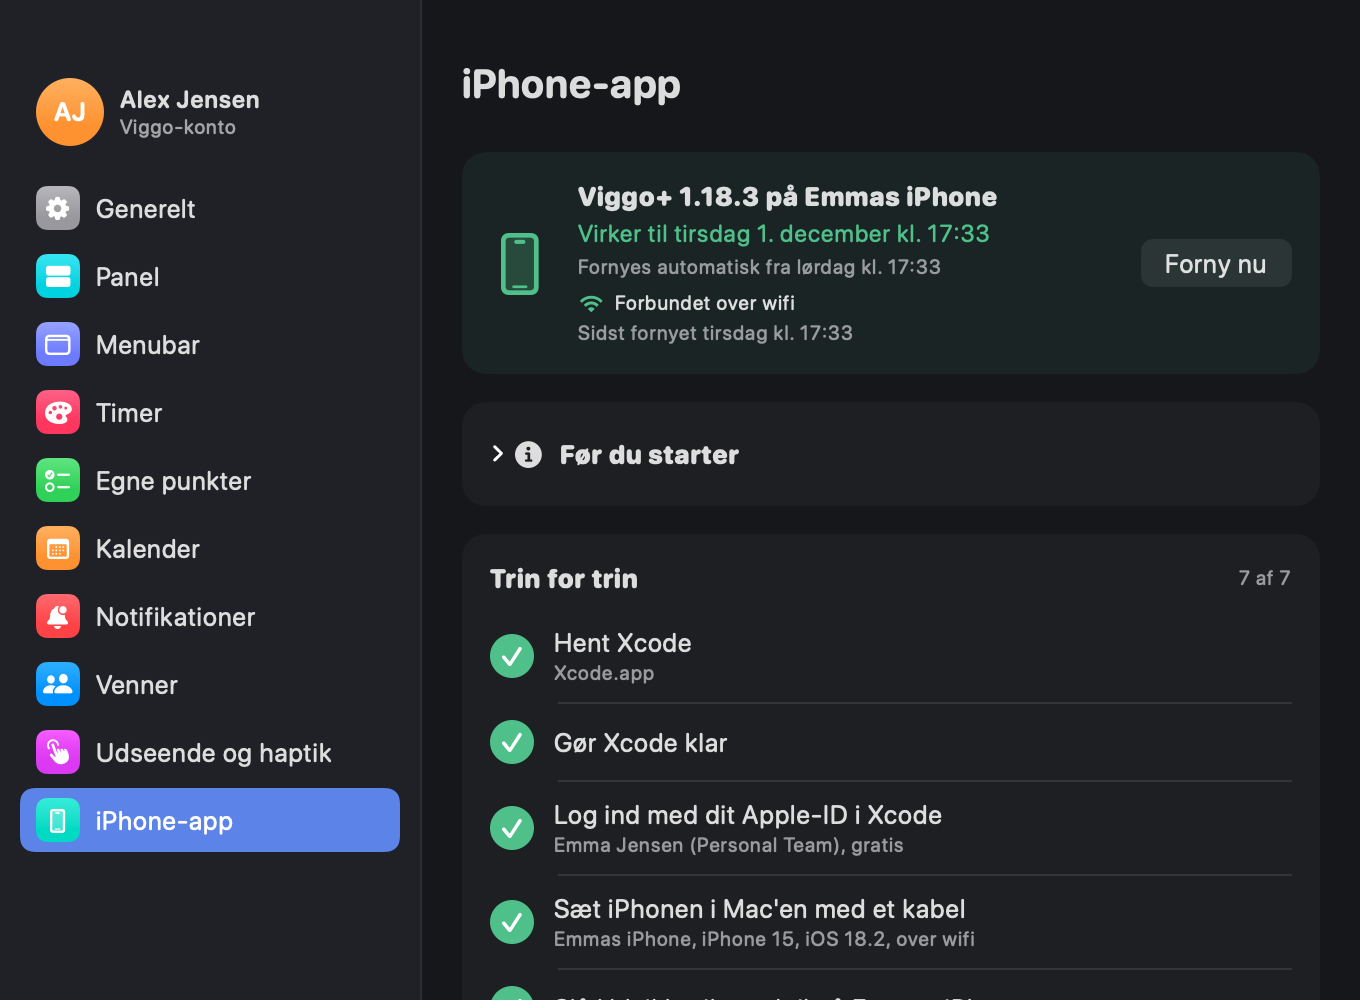 AJ
Alex Jensen
Viggo-konto
Generelt
Panel
Menubar
Timer
Egne punkter
Kalender
Notifikationer
Venner
Udseende og haptik
iPhone-app
iPhone-app
Viggo+ 1.18.3 på Emmas iPhone
Virker til tirsdag 1. december kl. 17:33
Fornyes automatisk fra lørdag kl. 17:33
Forbundet over wifi
Sidst fornyet tirsdag kl. 17:33
Forny nu
Før du starter
Trin for trin
7 af 7
Hent Xcode
Xcode.app
Gør Xcode klar
Log ind med dit Apple-ID i Xcode
Emma Jensen (Personal Team), gratis
Sæt iPhonen i Mac'en med et kabel
Emmas iPhone, iPhone 15, iOS 18.2, over wifi